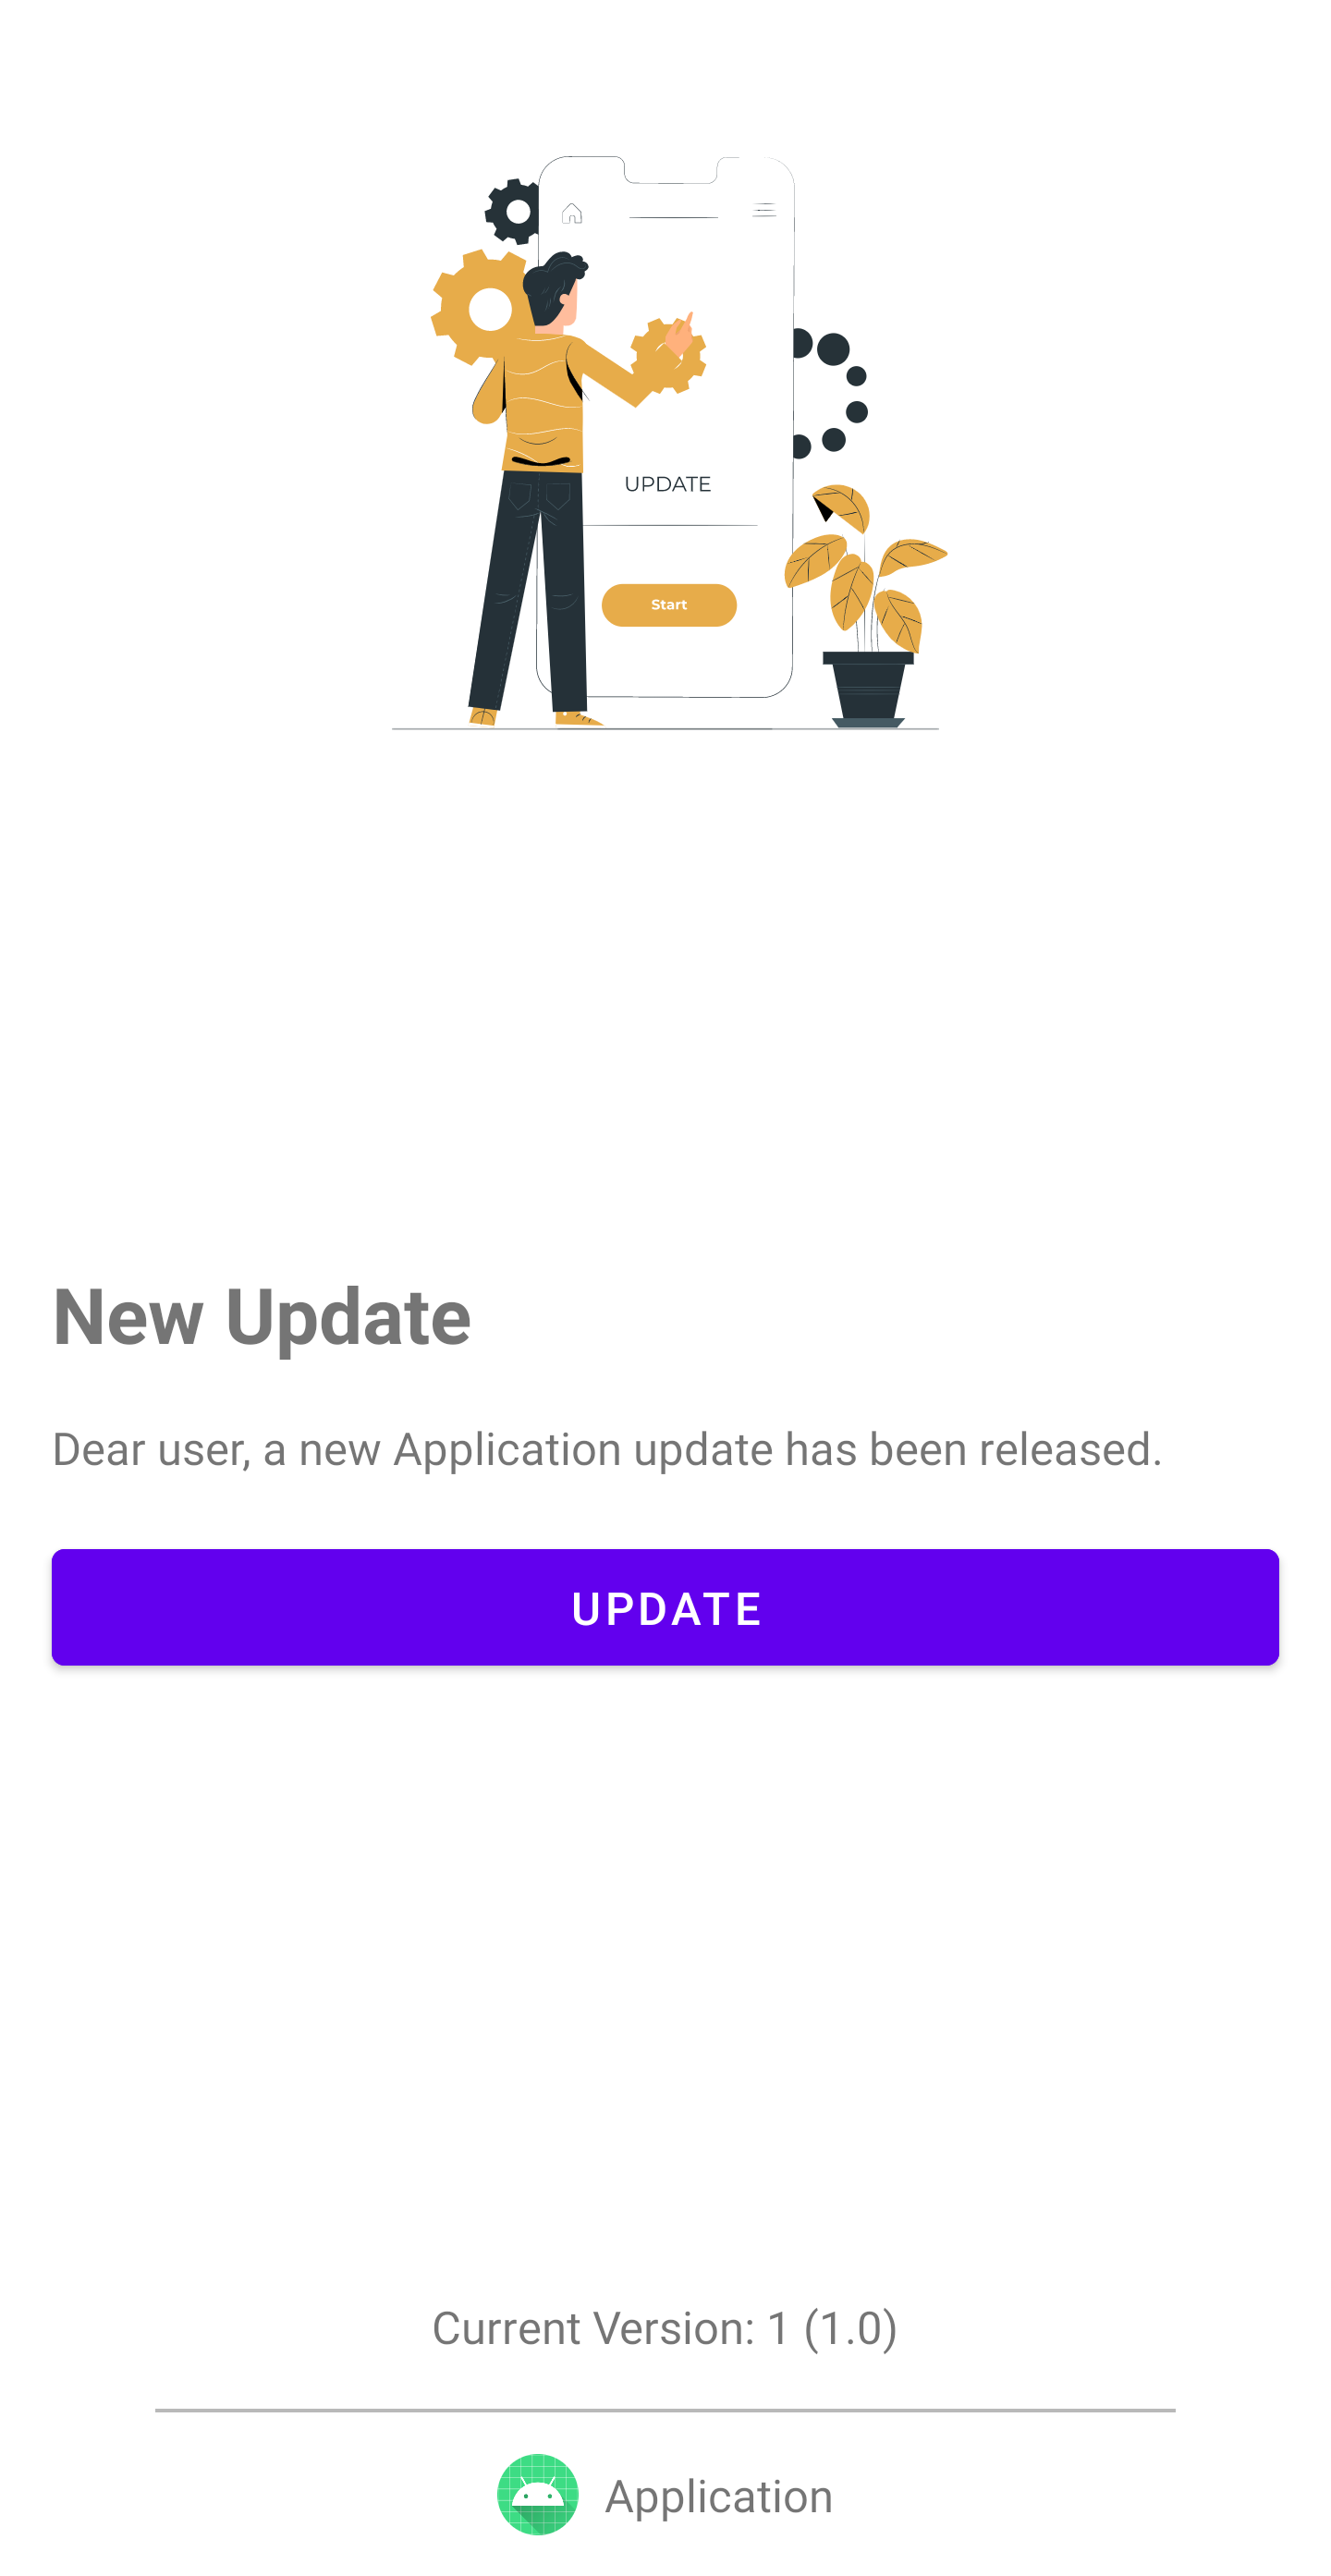 UPDATE
Start
New Update
Dear user, a new Application update has been released.
UPDATE
Current Version: 1 (1.0)
Application